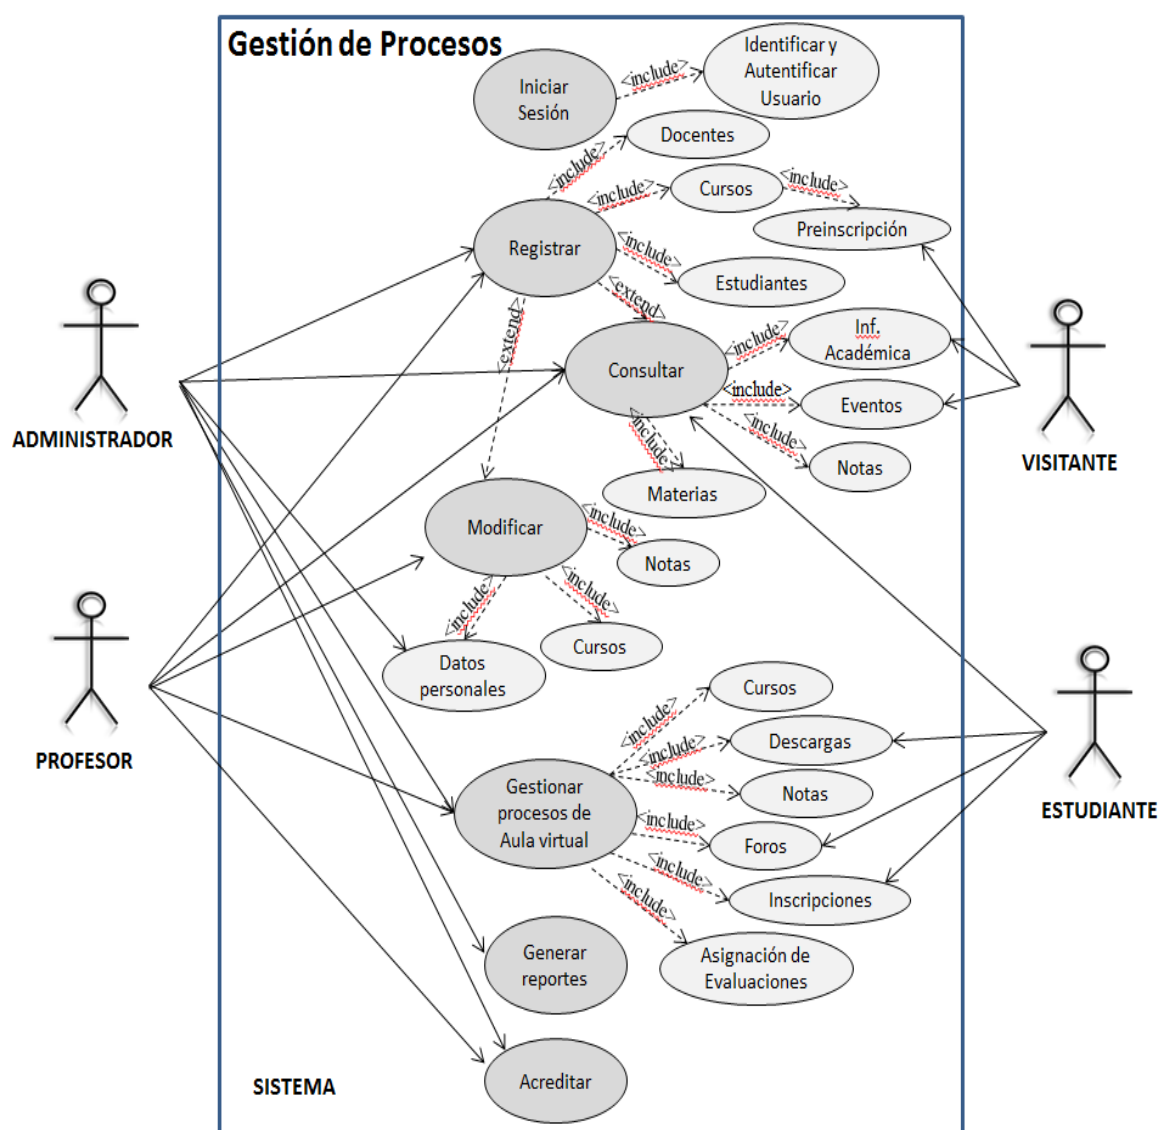 Gestión de Procesos
Identificar y
Autentificar
Usuario
<include>
Iniciar
Sesión
Docentes
<include>
Cursos
<include>
<include>
Preinscripción
Registrar
<include>
Estudiantes
<extend>
<extend>
Inf.
Académica
<include>
Consultar
<include>
Eventos
<include>
<include>
Notas
Materias
ADMINISTRADOR
VISITANTE
Modificar
<include>
Notas
<include>
<include>
Cursos
Datos
personales
PROFESOR
Cursos
<include>
Descargas
<include>
<include>
Notas
Gestionar
procesos de
Aula virtual
<include>
Foros
<include>
Inscripciones
<include>
Asignación de
Evaluaciones
ESTUDIANTE
Generar
reportes
Acreditar
SISTEMA